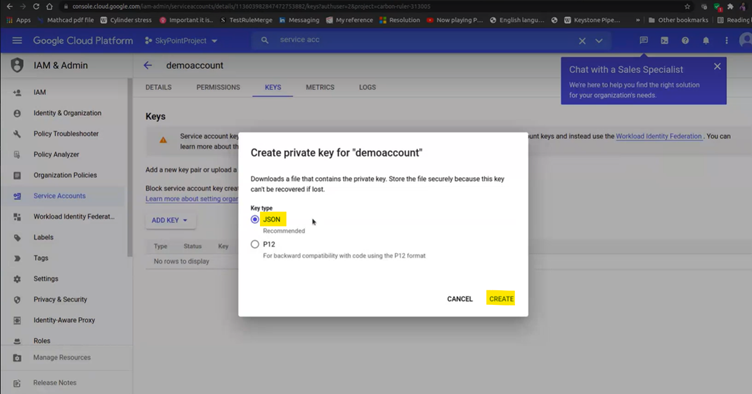 console.cloud.google.com/iam-admin/serviceaccounts/details/
Apps
Mathcad pdf file
Cylinder stress
Important it is...
TestRuleMerge
Messaging
My reference
Resolution
Now playing P...
English langu...
Keystone Pipe...
»
Other bookmarks
Reading
Google Cloud Platform
SkyPointProject
service acc
IAM & Admin
IAM
Identity & Organization
Policy Troubleshooter
Policy Analyzer
Organization Policies
Service Accounts
Workload Identity Federat...
Labels
Tags
Settings
Privacy & Security
Identity-Aware Proxy
Roles
Manage Resources
Release Notes
demoaccount
DETAILS
PERMISSIONS
KEYS
METRICS
LOGS
Chat with a Sales Specialist
We're here to help you find the right solution
for your organization's needs.
Keys
Service account key
ount keys and instead use the Workload Identity Federation . You can
learn more about th
Add a new key pair or upload a
Block service account key creat
Learn more about setting organ
ADD KEY
Type
Status
Key
No rows to display
Create private key for "demoaccount"
Downloads a file that contains the private key. Store the file securely because this key
can't be recovered if lost.
Key type
JSON
Recommended
P12
For backward compatibility with code using the P12 format
CANCEL
CREATE